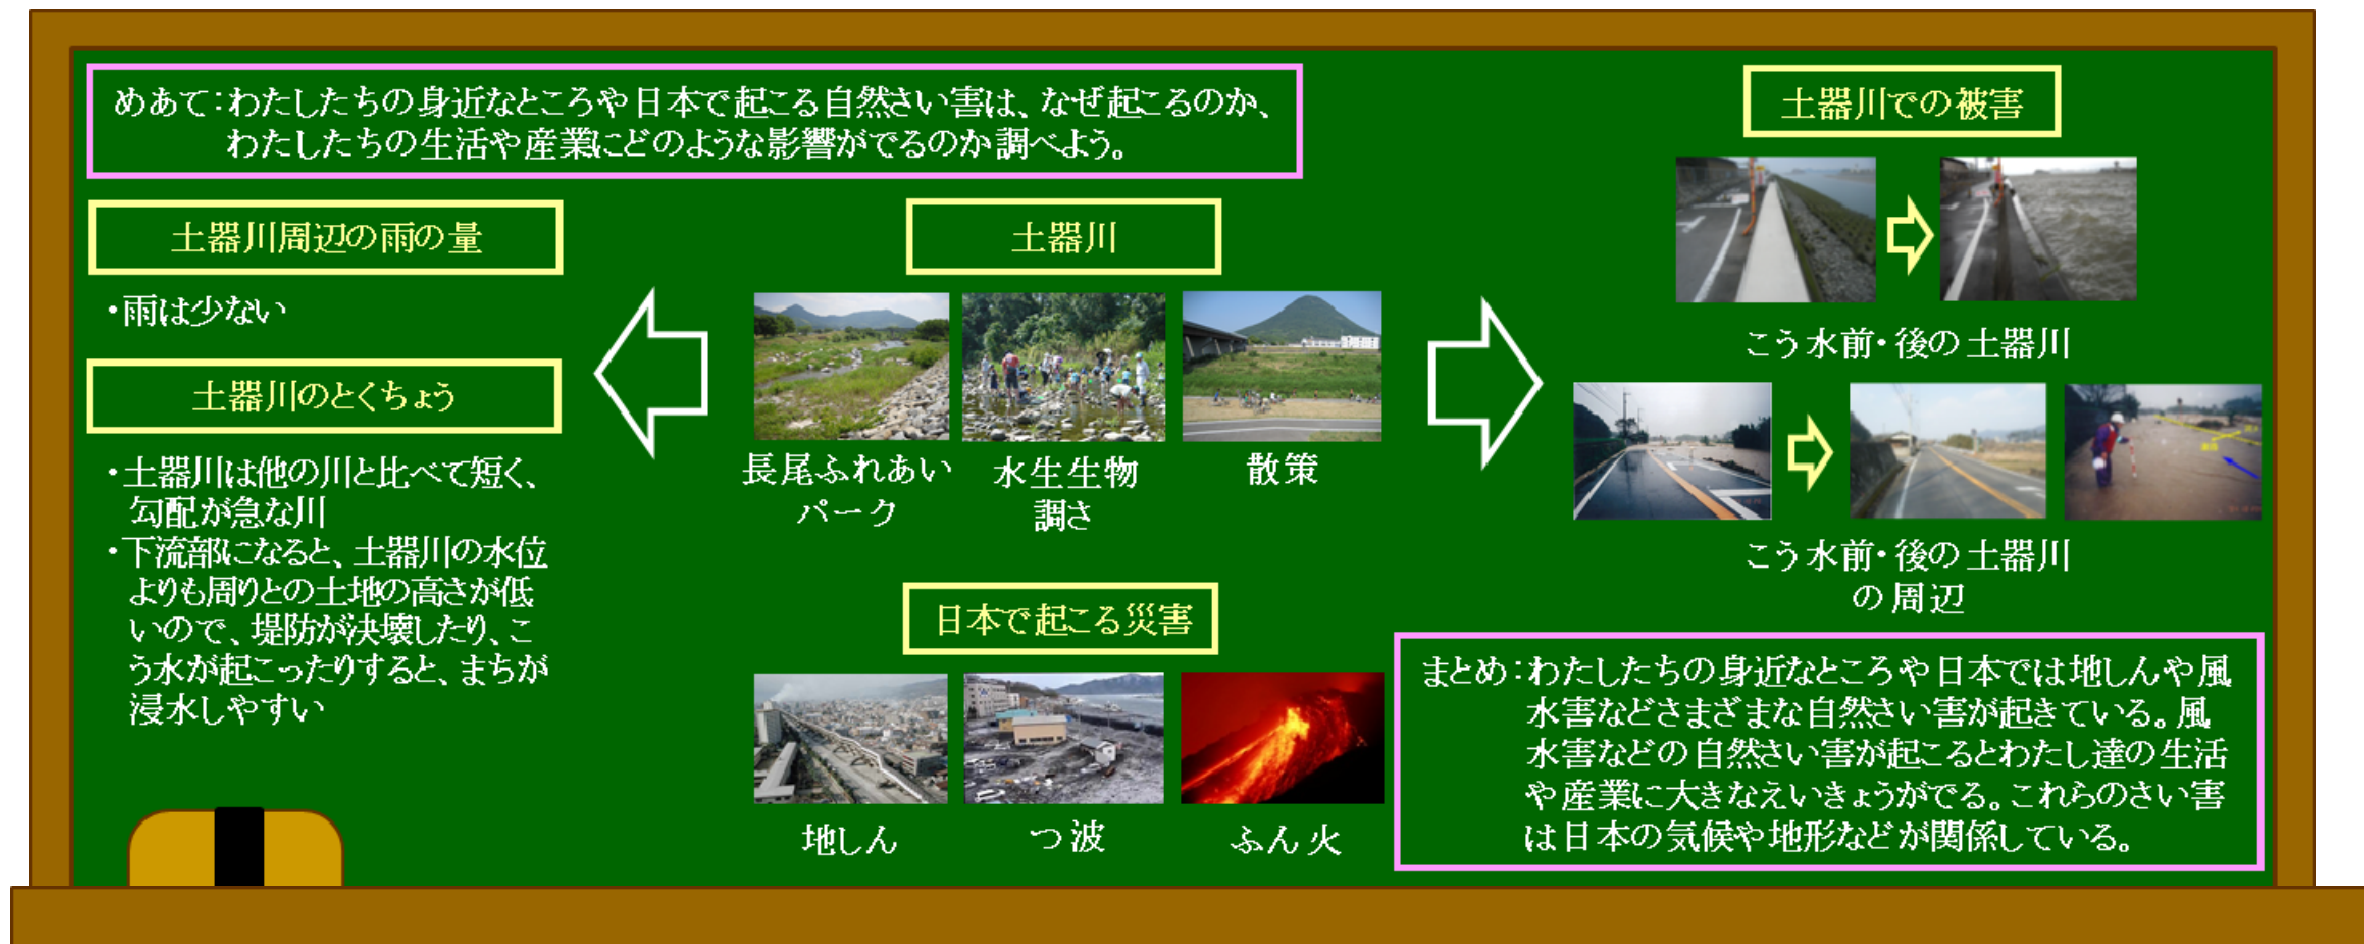 めあて：わたしたちの身近なところや日本で起こる自然さい害は、なぜ起こるのか、
わたしたちの生活や産業にどのような影響がでるのか調べよう。
土器川周辺の雨の量
・雨は少ない
土器川のとくちょう
・土器川は他の川と比べて短く、
勾配が急な川
・下流部になると、土器川の水位
よりも周りとの土地の高さが低
いので、堤防が決壊したり、こ
う水が起こったりすると、まちが
浸水しやすい
土器川
長尾ふれあい
パーク
水生生物
調さ
散策
日本で起こる災害
地しん
つ波
ふん火
土器川での被害
こう水前・後の土器川
こう水前・後の土器川
の周辺
まとめ：わたしたちの身近なところや日本では地しんや風
水害などさまざまな自然さい害が起きている。風
水害などの自然さい害が起こるとわたし達の生活
や産業に大きなえいきょうがでる。これらのさい害
は日本の気候や地形などが関係している。